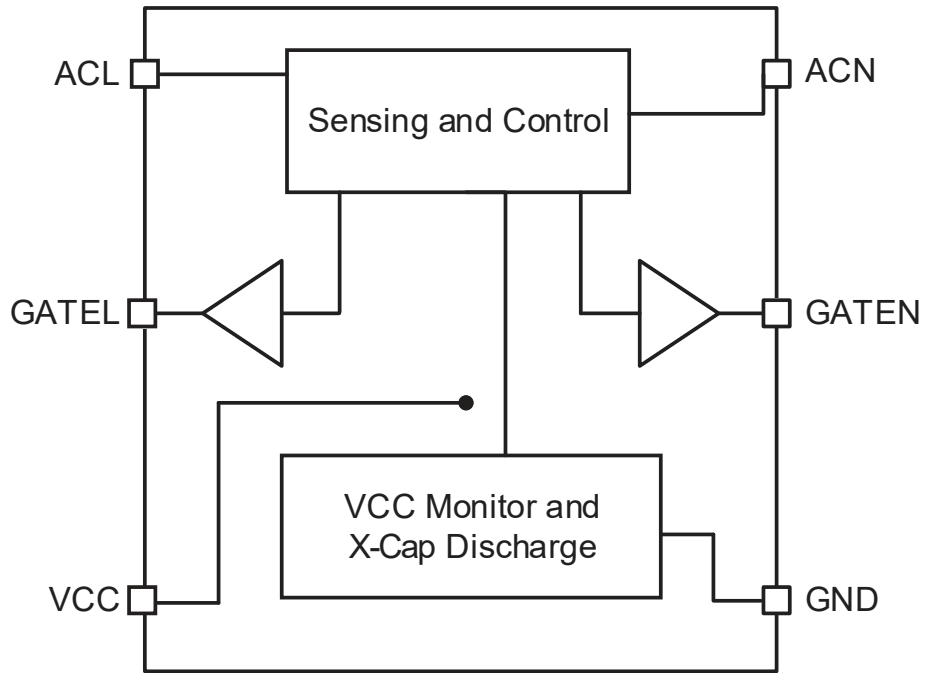 ACL
ACN
Sensing and Control
GATEL
GATEN
VCC Monitor and
X-Cap Discharge
VCC
GND